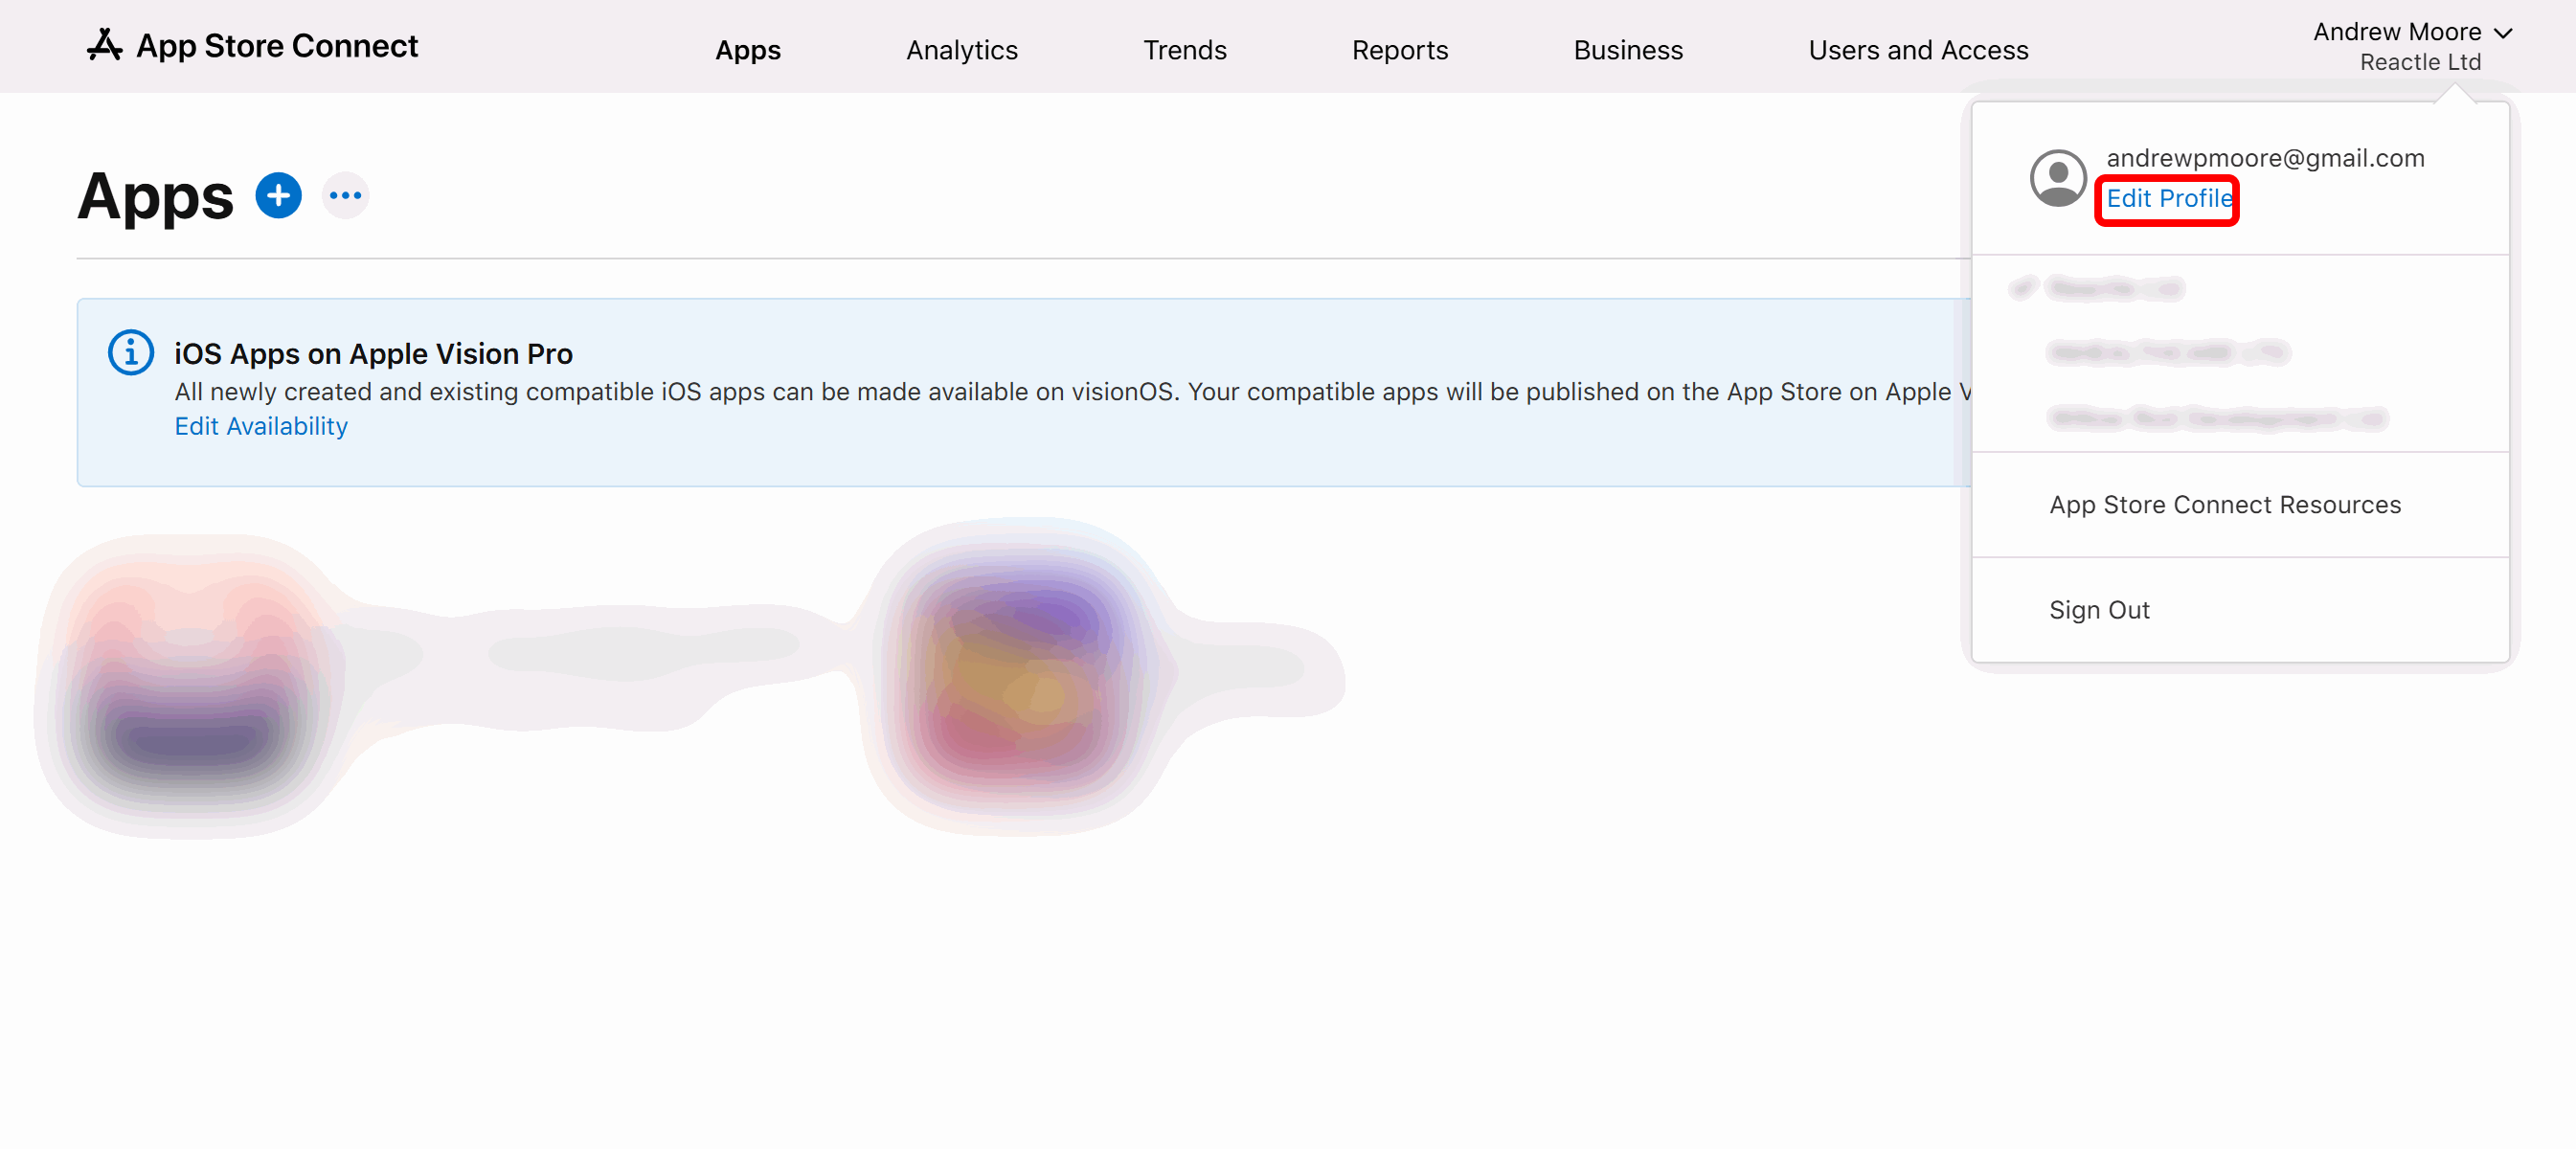 App Store Connect
Apps
Analytics
Trends
Reports
Business
Users and Access
Andrew Moore
Reactle Ltd
andrewpmoore@gmail.com
Edit Profile
Apps
iOS Apps on Apple Vision Pro
All newly created and existing compatible iOS apps can be made available on visionOS. Your compatible apps will be published on the App Store on Apple V
Edit Availability
App Store Connect Resources
Sign Out